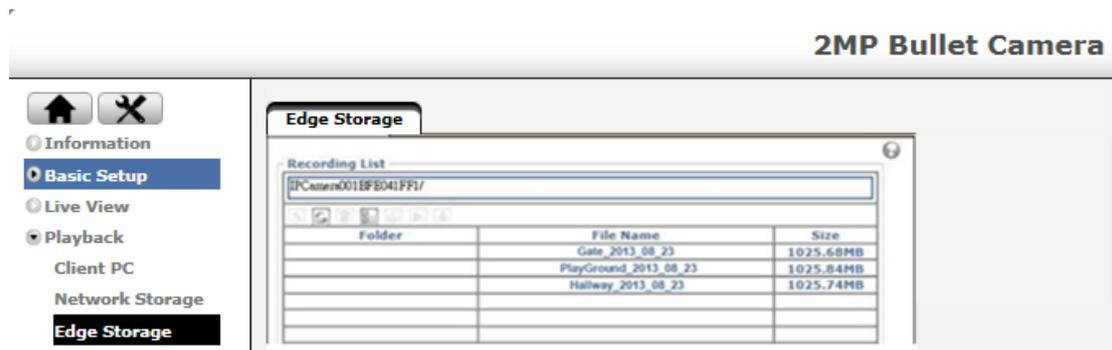 2MP Bullet Camera
Information
Basic Setup
Live View
Playback
Client PC
Network Storage
Edge Storage
Edge Storage
Recording List
IPCamera001BFE041FF1/
Folder File Name Size
Gate_2013_08_23 1025.68MB
PlayGround_2013_08_23 1025.84MB
Hallway_2013_08_23 1025.74MB